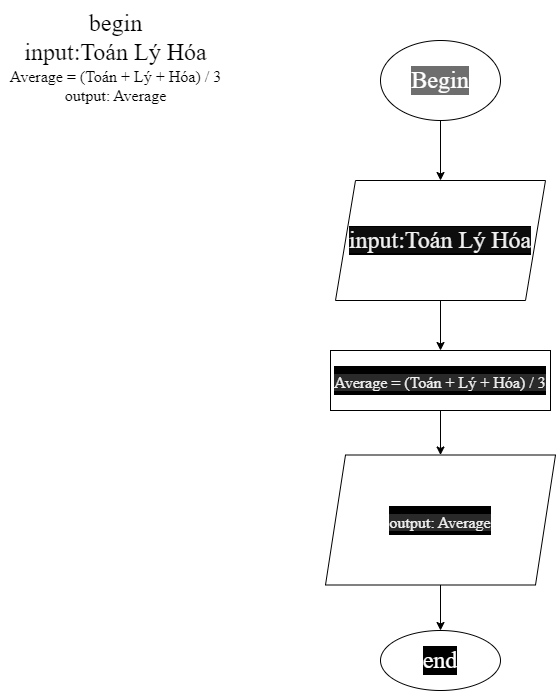 begin
input:Toán Lý Hóa
Average = (Toán + Lý + Hóa) / 3
output: Average
Begin
input:Toán Lý Hóa
Average = (Toán + Lý + Hóa) / 3
output: Average
end